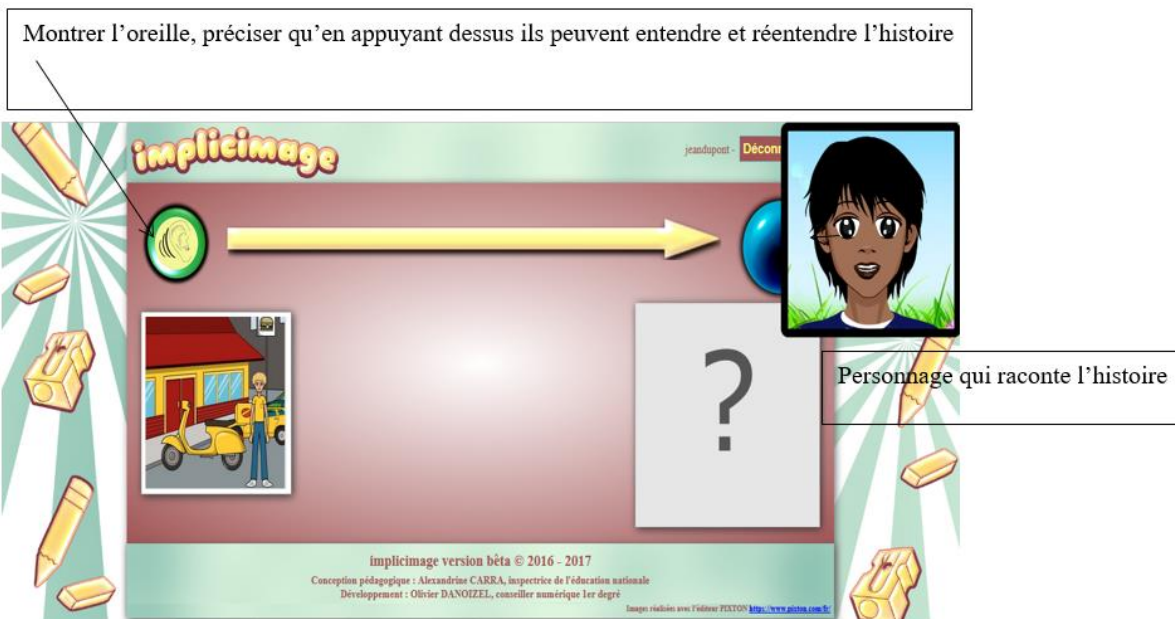 Montrer l’oreille, préciser qu’en appuyant dessus ils peuvent entendre et réentendre l’histoire
implicimage
jeandupont - Déconn
?
Personnage qui raconte l’histoire
implicimage version bêta © 2016 - 2017
Conception pédagogique : Alexandrine CARRA, inspectrice de l'éducation nationale
Développement : Olivier DANOIZEL, conseiller numérique 1er degré
Images réalisées avec l'éditeur PIXTON https://www.pixton.com/fr/